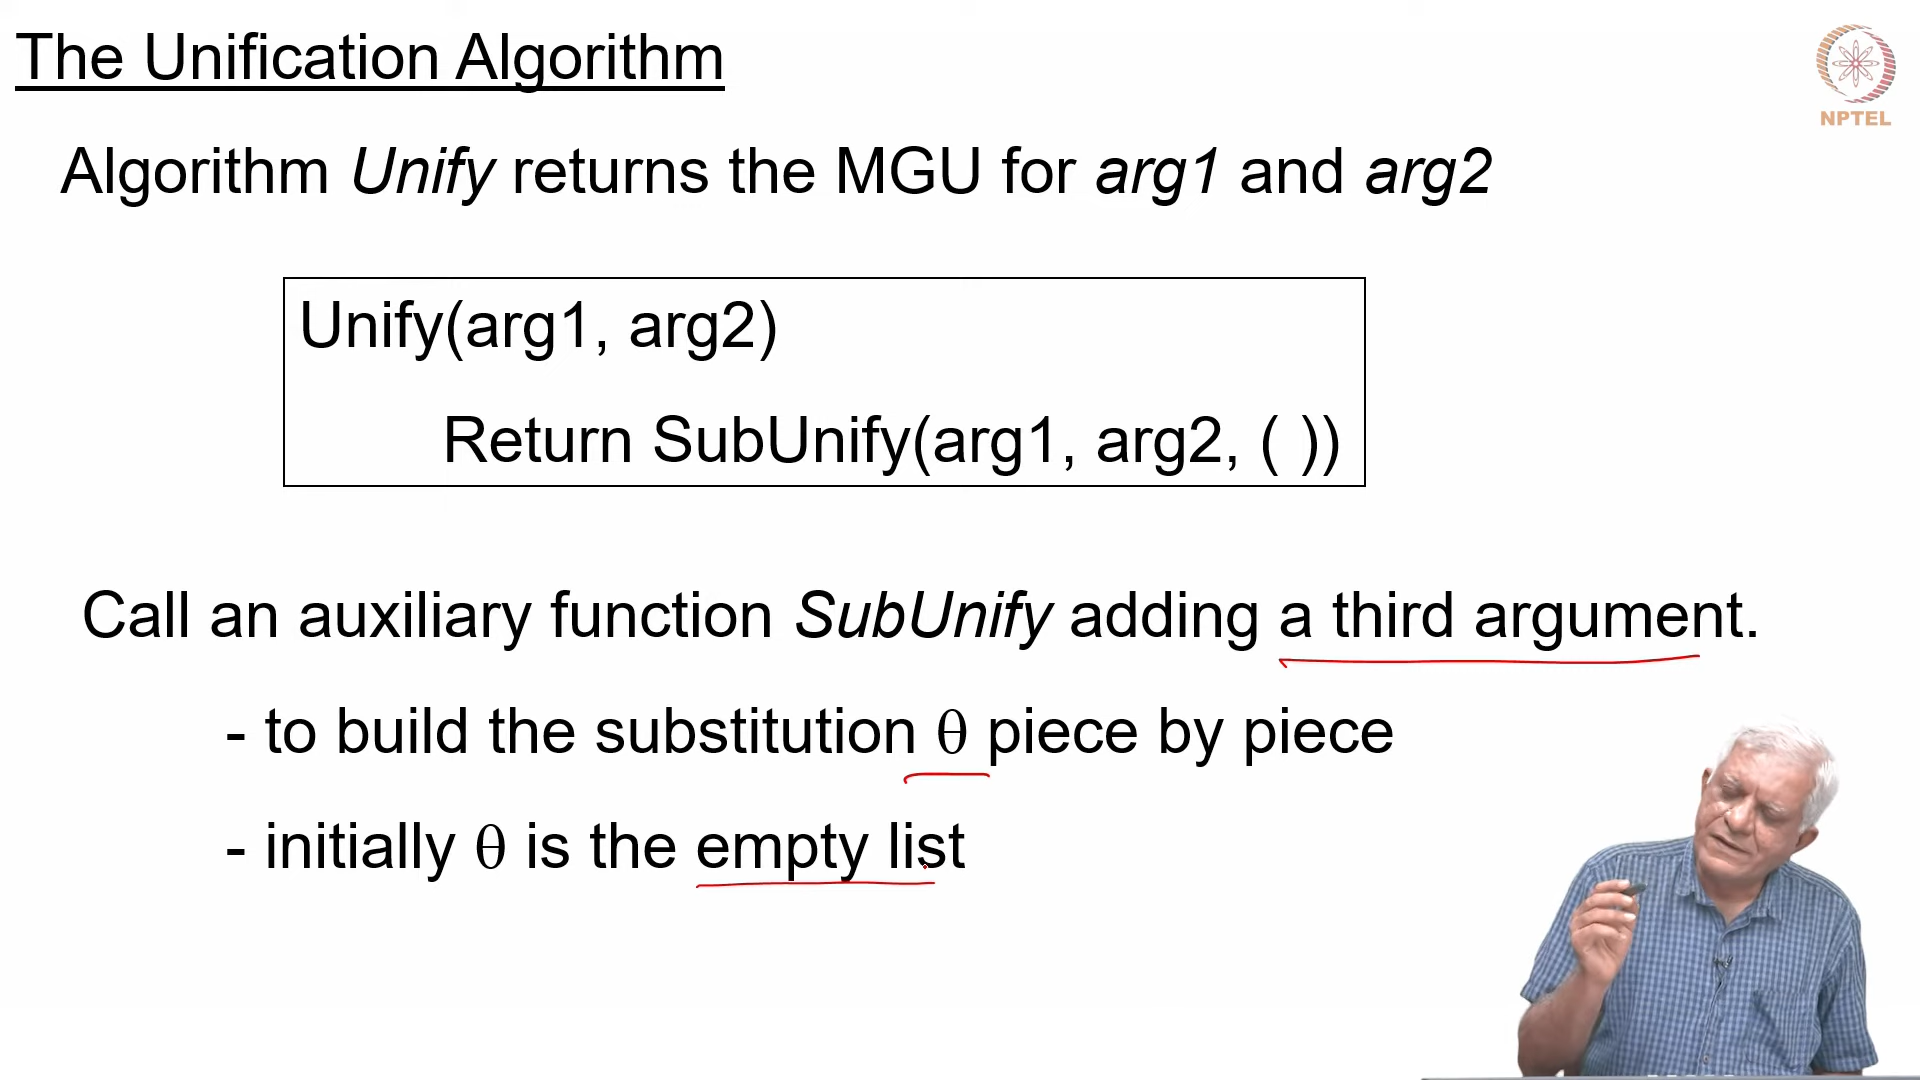 The Unification Algorithm
NPTEL
Algorithm Unify returns the MGU for arg1 and arg2
Unify(arg1, arg2)
Return SubUnify(arg1, arg2, ( ))
Call an auxiliary function SubUnify adding a third argument.
- to build the substitution θ piece by piece
- initially θ is the empty list